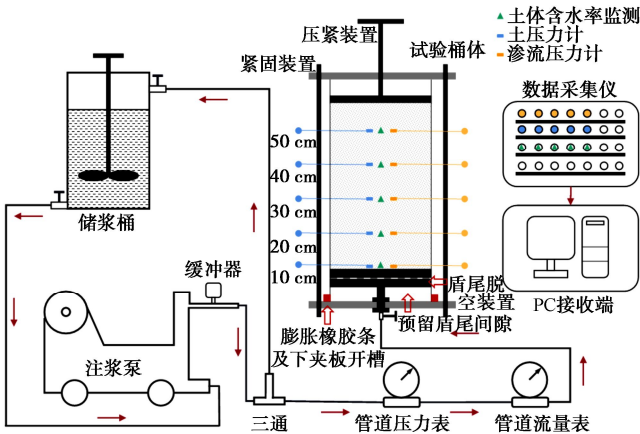 压紧装置
土体含水率监测
土压力计
渗流压力计
紧固装置
试验桶体
数据采集仪
50 cm
40 cm
30 cm
20 cm
10 cm
储浆桶
缓冲器
盾尾脱
空装置
PC接收端
预留盾尾间隙
膨胀橡胶条
及下夹板开槽
注浆泵
三通
管道压力表
管道流量表